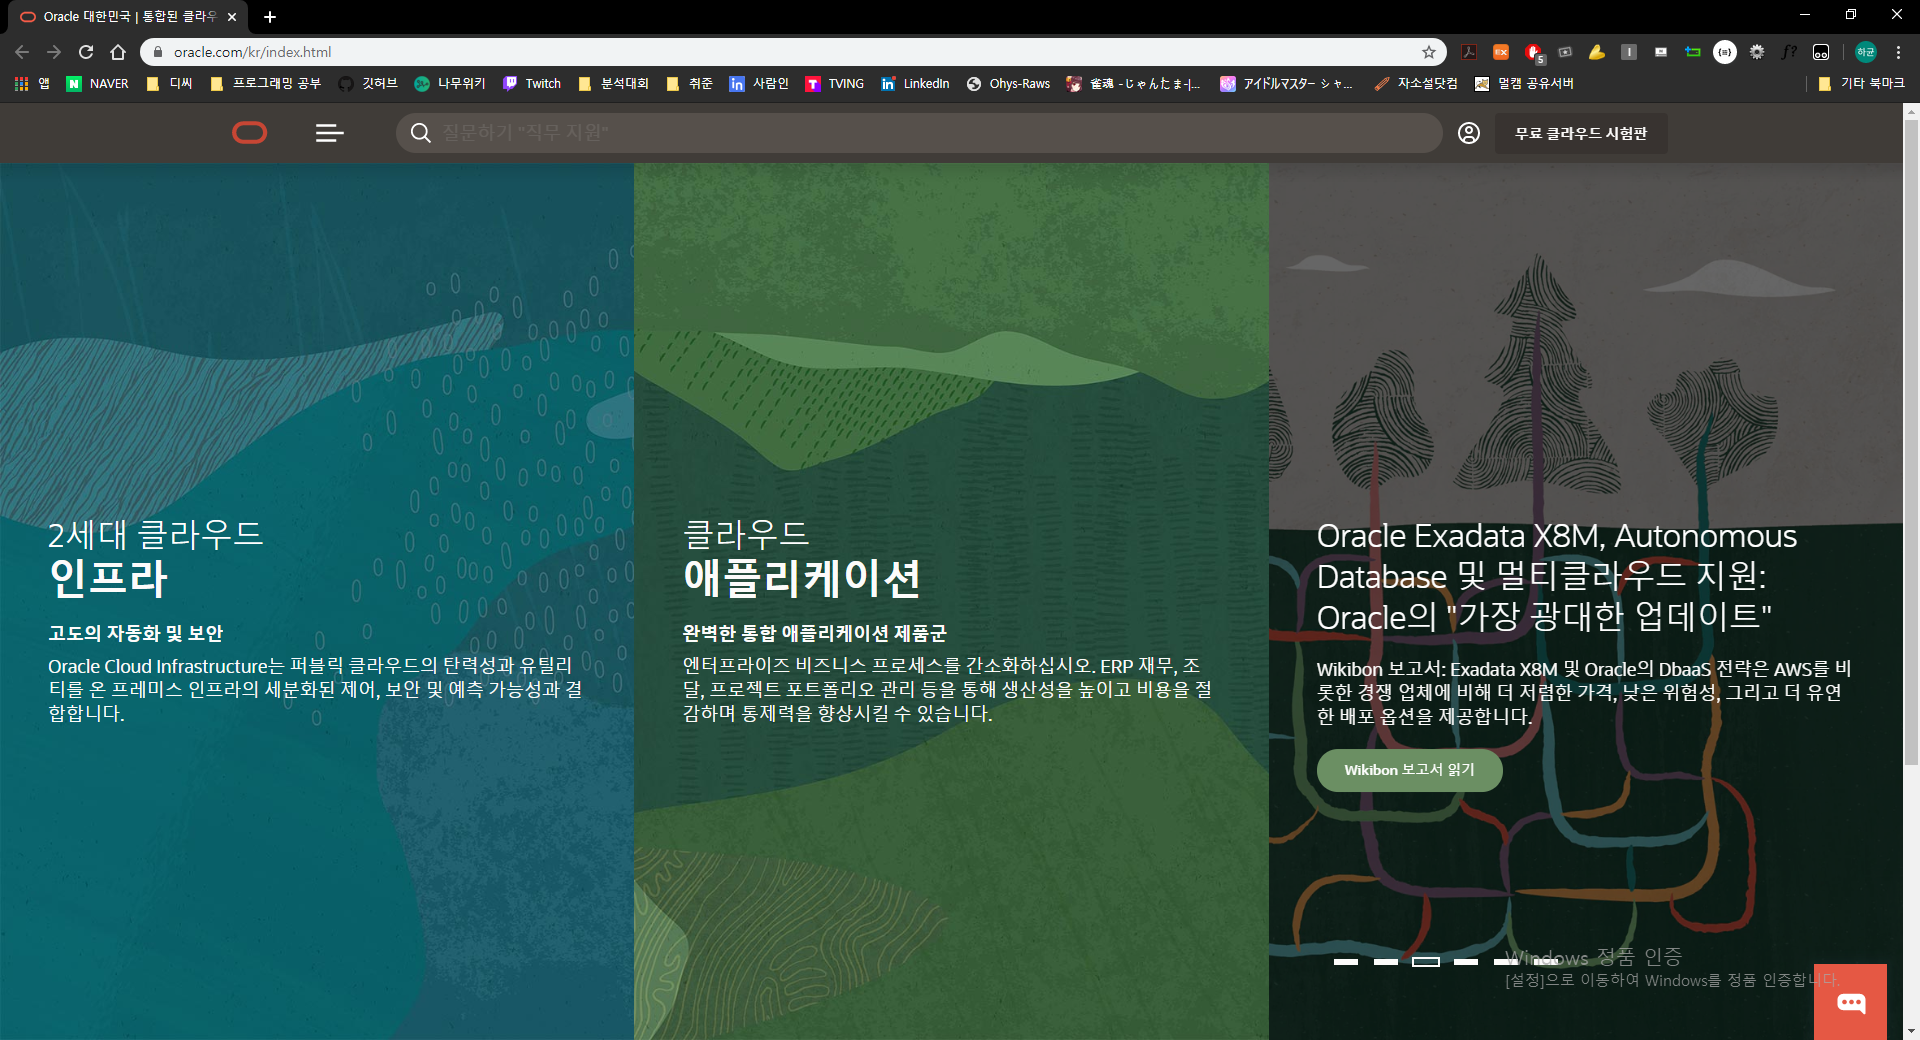 Oracle 대한민국 | 통합된 클라우
oracle.com/kr/index.html
5
하균
앱
NAVER
디씨
프로그래밍 공부
깃허브
나무위키
Twitch
분석대회
취준
사람인
TVING
LinkedIn
Ohys-Raws
雀魂 -じゃんたま-|...
アイドルマスター シャ...
자소설닷컴
멀캠 공유서버
기타 북마크
질문하기 "직무 지원"
무료 클라우드 시험판
2세대 클라우드
인프라
고도의 자동화 및 보안
Oracle Cloud Infrastructure는 퍼블릭 클라우드의 탄력성과 유틸리
티를 온 프레미스 인프라의 세분화된 제어, 보안 및 예측 가능성과 결
합합니다.
클라우드
애플리케이션
완벽한 통합 애플리케이션 제품군
엔터프라이즈 비즈니스 프로세스를 간소화하십시오. ERP 재무, 조
달, 프로젝트 포트폴리오 관리 등을 통해 생산성을 높이고 비용을 절
감하며 통제력을 향상시킬 수 있습니다.
Oracle Exadata X8M, Autonomous
Database 및 멀티클라우드 지원:
Oracle의 "가장 광대한 업데이트"
Wikibon 보고서: Exadata X8M 및 Oracle의 DbaaS 전략은 AWS를 비
롯한 경쟁 업체에 비해 더 저렴한 가격, 낮은 위험성, 그리고 더 유연
한 배포 옵션을 제공합니다.
Wikibon 보고서 읽기
Windows 정품 인증
[설정]으로 이동하여 Windows를 정품 인증합니다.